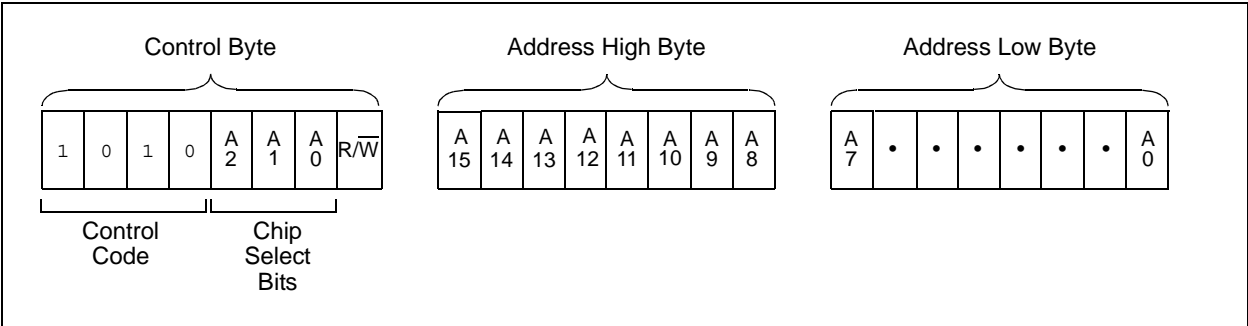 Control Byte Address High Byte Address Low Byte
1 0 1 0 A2 A1 A0 R/W̅ A15 A14 A13 A12 A11 A10 A9 A8 A7 • • • • • • A0
Control Code
Chip Select Bits